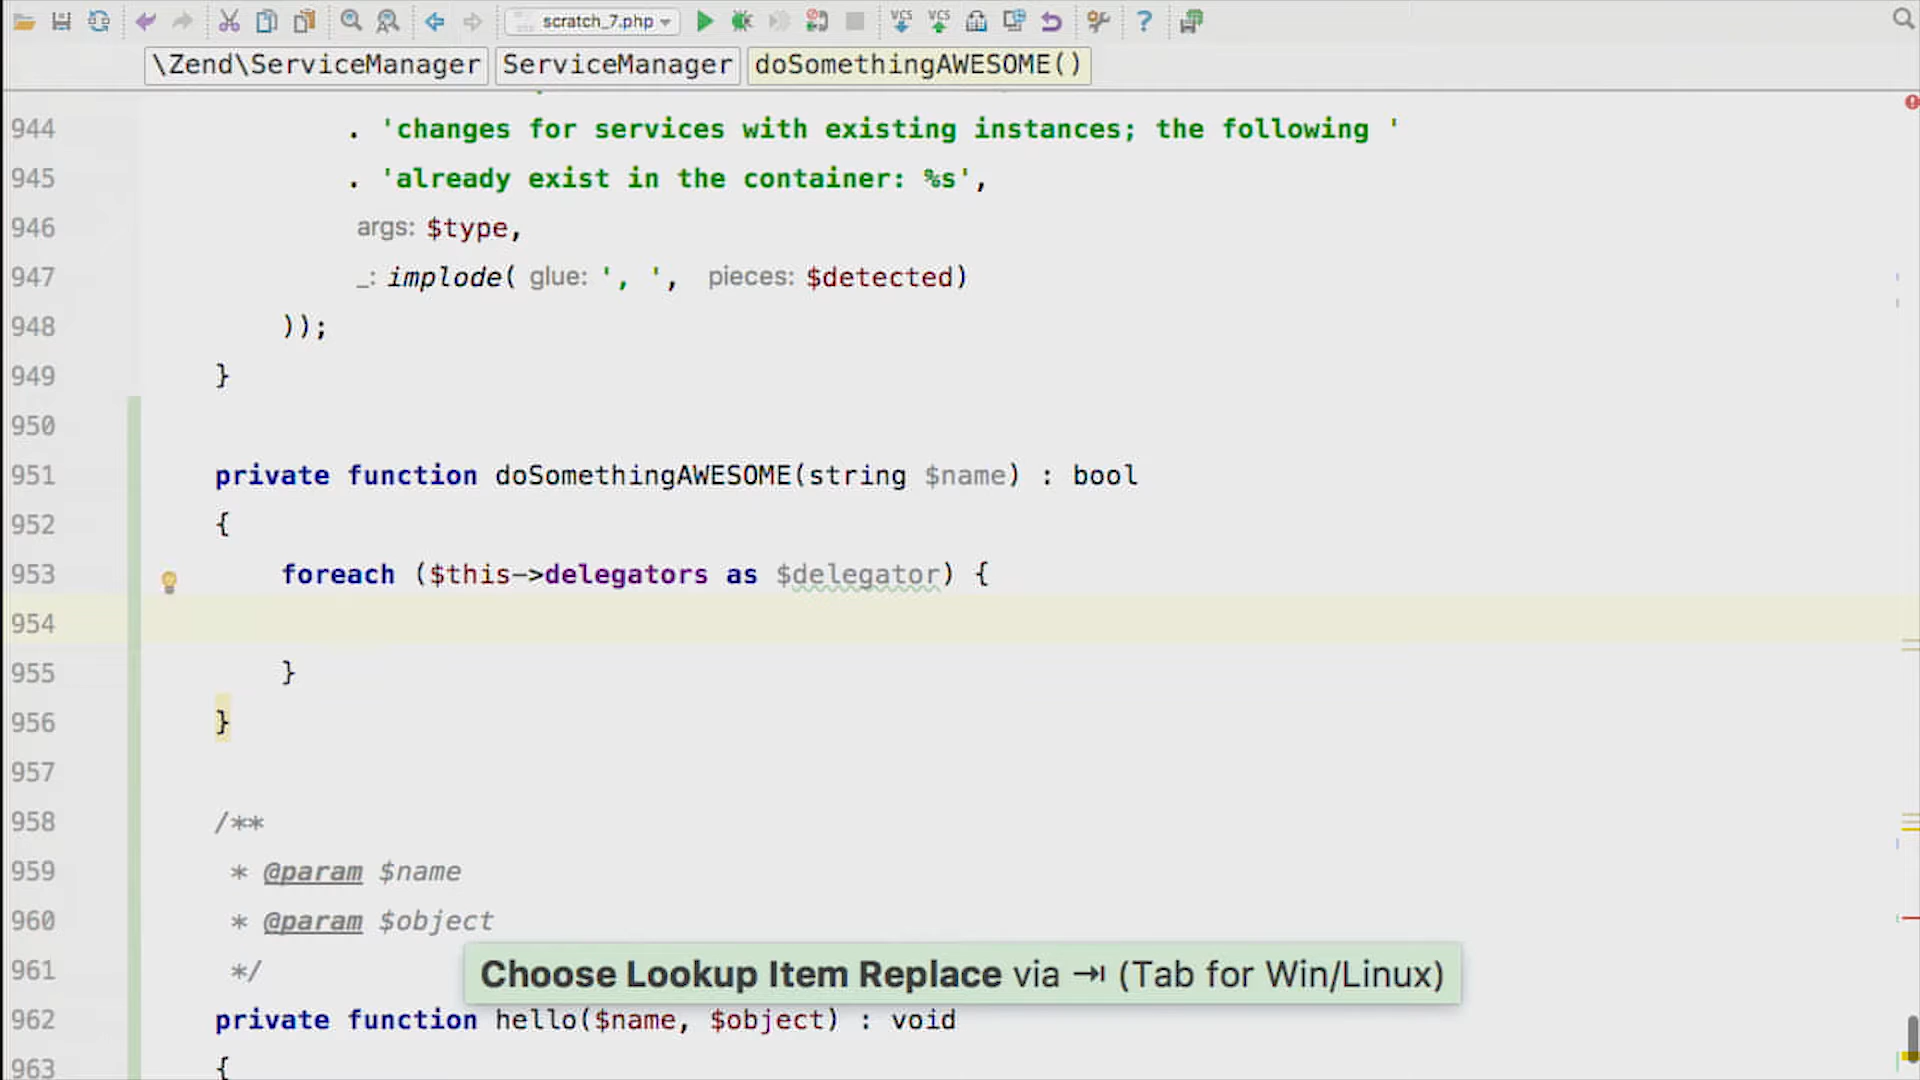 scratch_7.php
VCS VCS
\Zend\ServiceManager ServiceManager doSomethingAWESOME()
944 . 'changes for services with existing instances; the following '
945 . 'already exist in the container: %s',
946 args: $type,
947 _: implode( glue: ', ', pieces: $detected)
948 ));
949 }
950
951 private function doSomethingAWESOME(string $name) : bool
952 {
953 foreach ($this->delegators as $delegator) {
954
955 }
956 }
957
958 /**
959 * @param $name
960 * @param $object
961 */
Choose Lookup Item Replace via ⇥ (Tab for Win/Linux)
962 private function hello($name, $object) : void
963 {